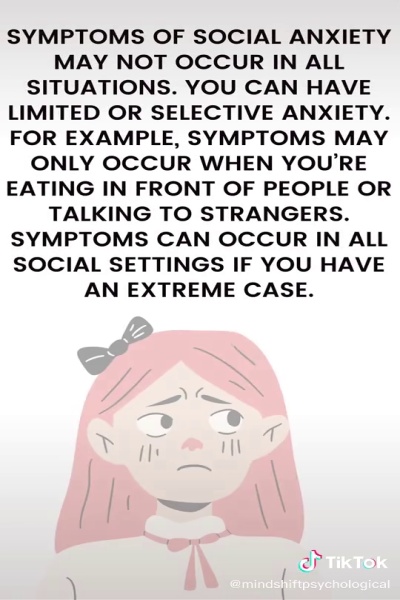 SYMPTOMS OF SOCIAL ANXIETY
MAY NOT OCCUR IN ALL
SITUATIONS. YOU CAN HAVE
LIMITED OR SELECTIVE ANXIETY.
FOR EXAMPLE, SYMPTOMS MAY
ONLY OCCUR WHEN YOU’RE
EATING IN FRONT OF PEOPLE OR
TALKING TO STRANGERS.
SYMPTOMS CAN OCCUR IN ALL
SOCIAL SETTINGS IF YOU HAVE
AN EXTREME CASE.
TikTok
@mindshiftpsychological